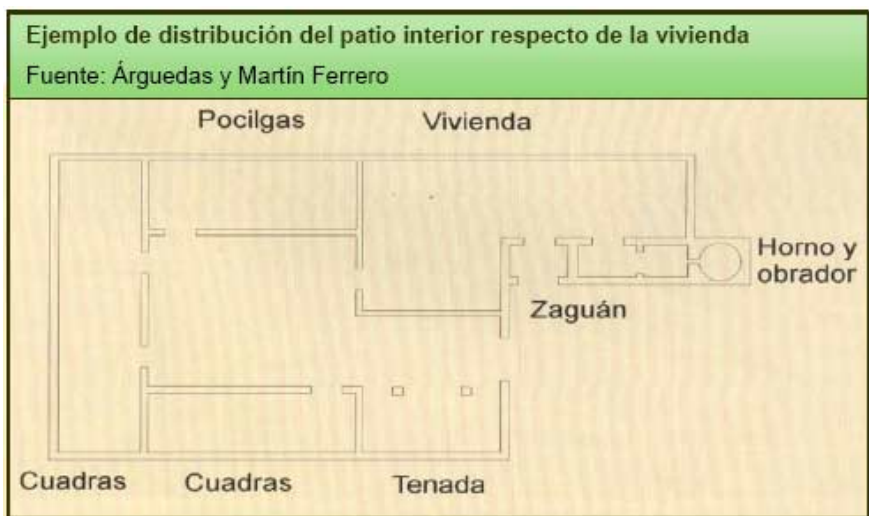 Ejemplo de distribución del patio interior respecto de la vivienda
Fuente: Árguedas y Martín Ferrero
Pocilgas
Vivienda
Horno y
obrador
Zaguán
Cuadras
Cuadras
Tenada